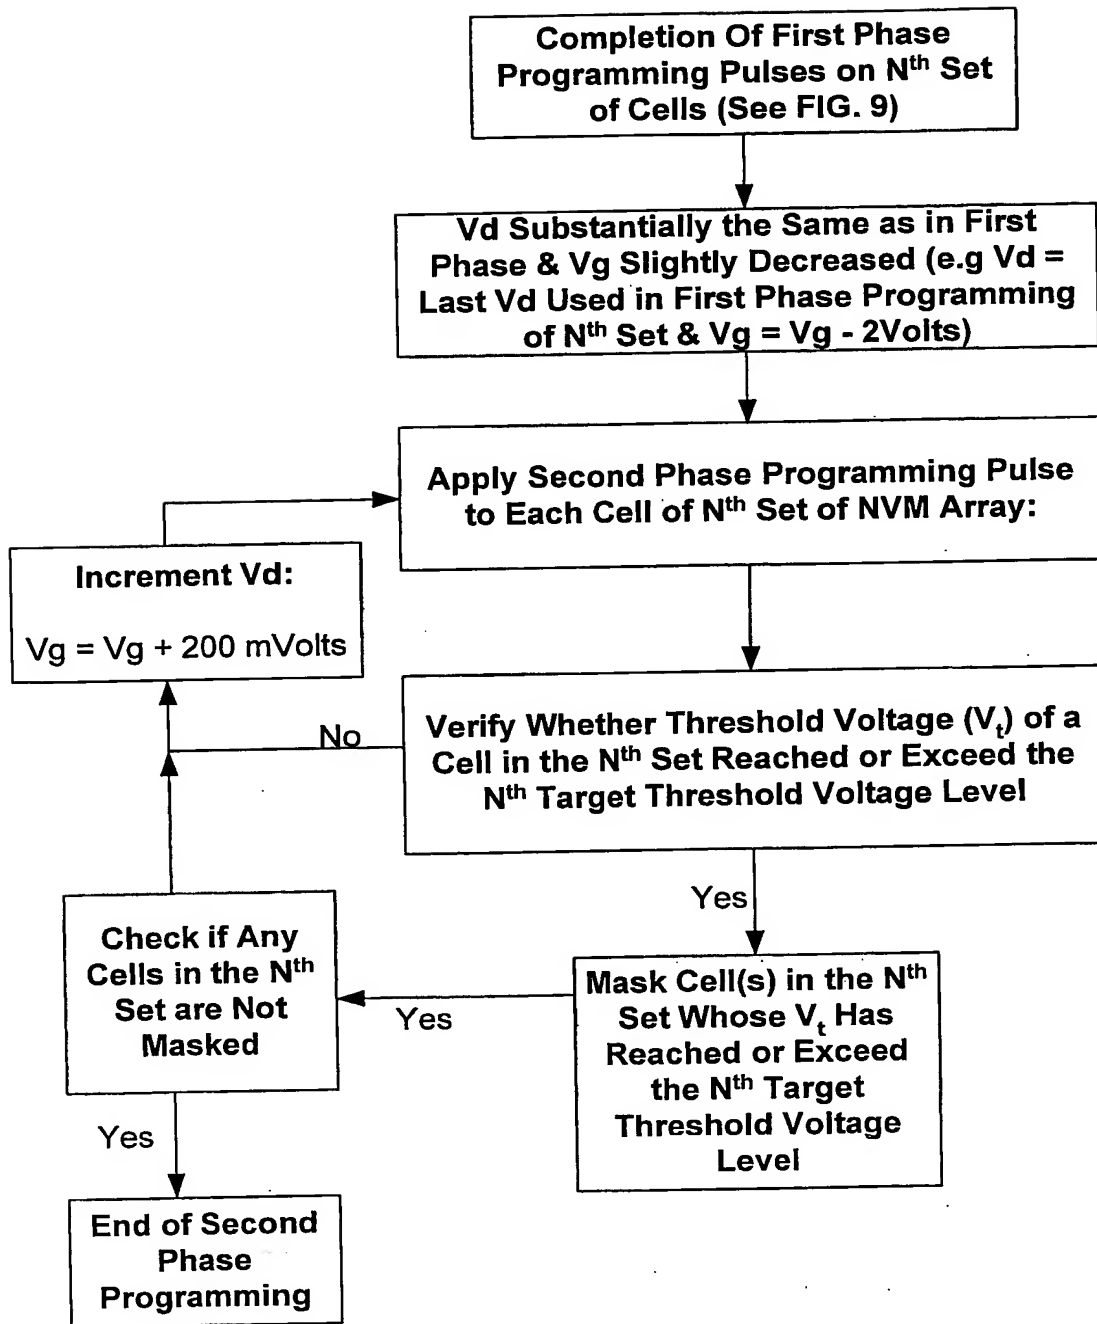 Completion Of First Phase
Programming Pulses on Nth Set
of Cells (See FIG. 9)
Vd Substantially the Same as in First
Phase & Vg Slightly Decreased (e.g Vd =
Last Vd Used in First Phase Programming
of Nth Set & Vg = Vg - 2Volts)
Apply Second Phase Programming Pulse
to Each Cell of Nth Set of NVM Array:
Increment Vd:
Vg = Vg + 200 mVolts
Verify Whether Threshold Voltage (Vt) of a
Cell in the Nth Set Reached or Exceed the
Nth Target Threshold Voltage Level
No
Yes
Mask Cell(s) in the Nth
Set Whose Vt Has
Reached or Exceed
the Nth Target
Threshold Voltage
Level
Yes
Check if Any
Cells in the Nth
Set are Not
Masked
Yes
End of Second
Phase
Programming